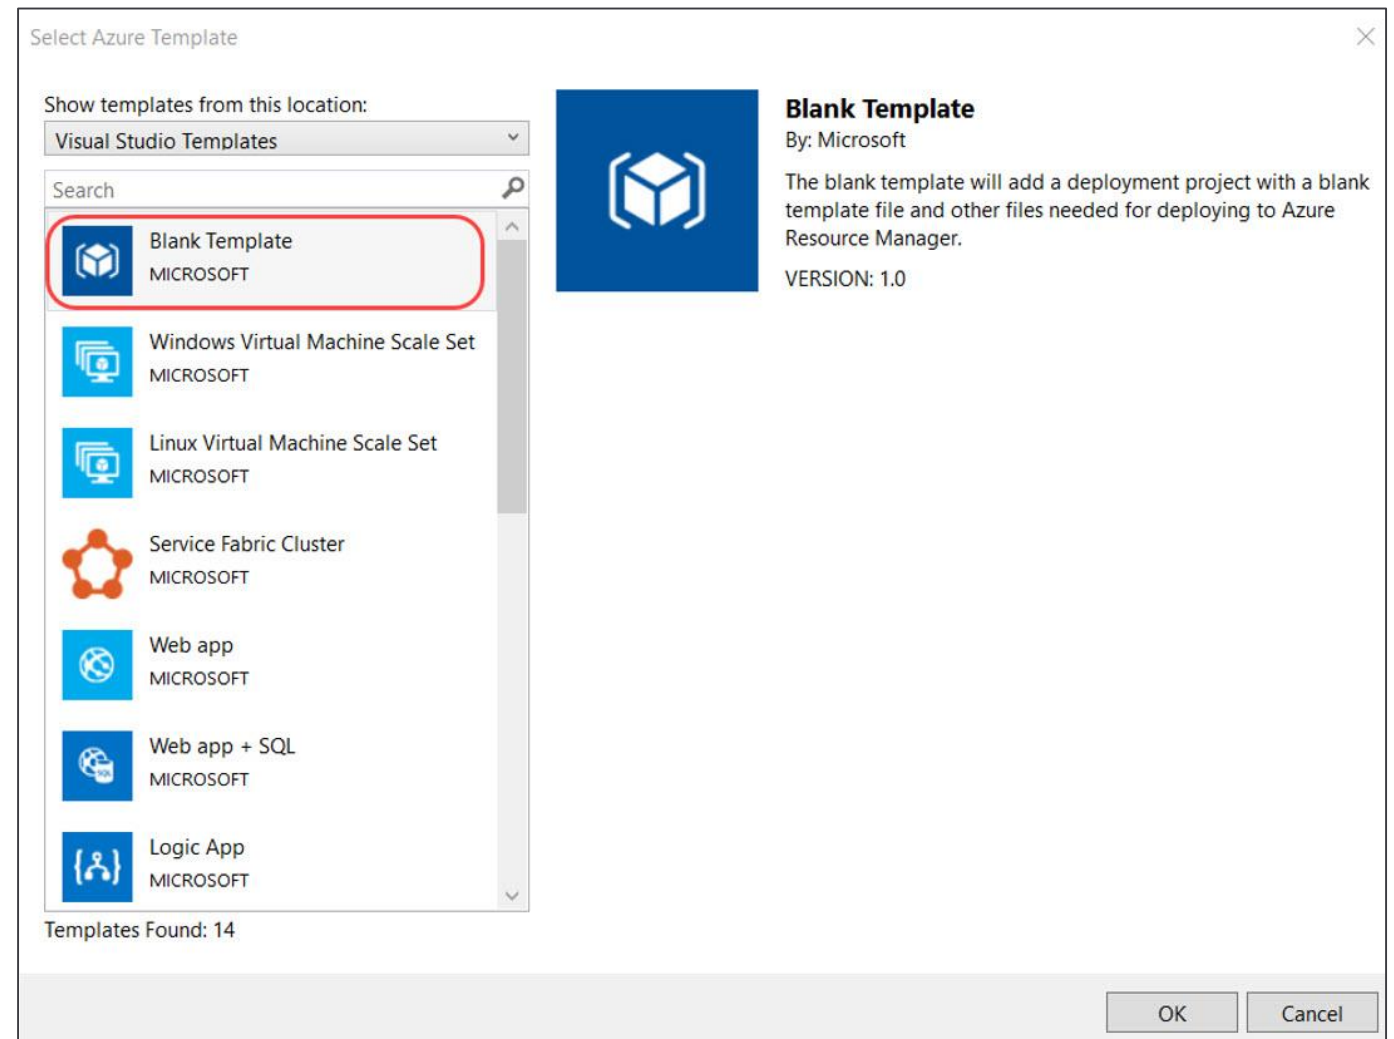 Select Azure Template
Show templates from this location:
Visual Studio Templates
Search
Blank Template
MICROSOFT
Windows Virtual Machine Scale Set
MICROSOFT
Linux Virtual Machine Scale Set
MICROSOFT
Service Fabric Cluster
MICROSOFT
Web app
MICROSOFT
Web app + SQL
MICROSOFT
Logic App
MICROSOFT
Templates Found: 14
Blank Template
By: Microsoft
The blank template will add a deployment project with a blank
template file and other files needed for deploying to Azure
Resource Manager.
VERSION: 1.0
OK
Cancel